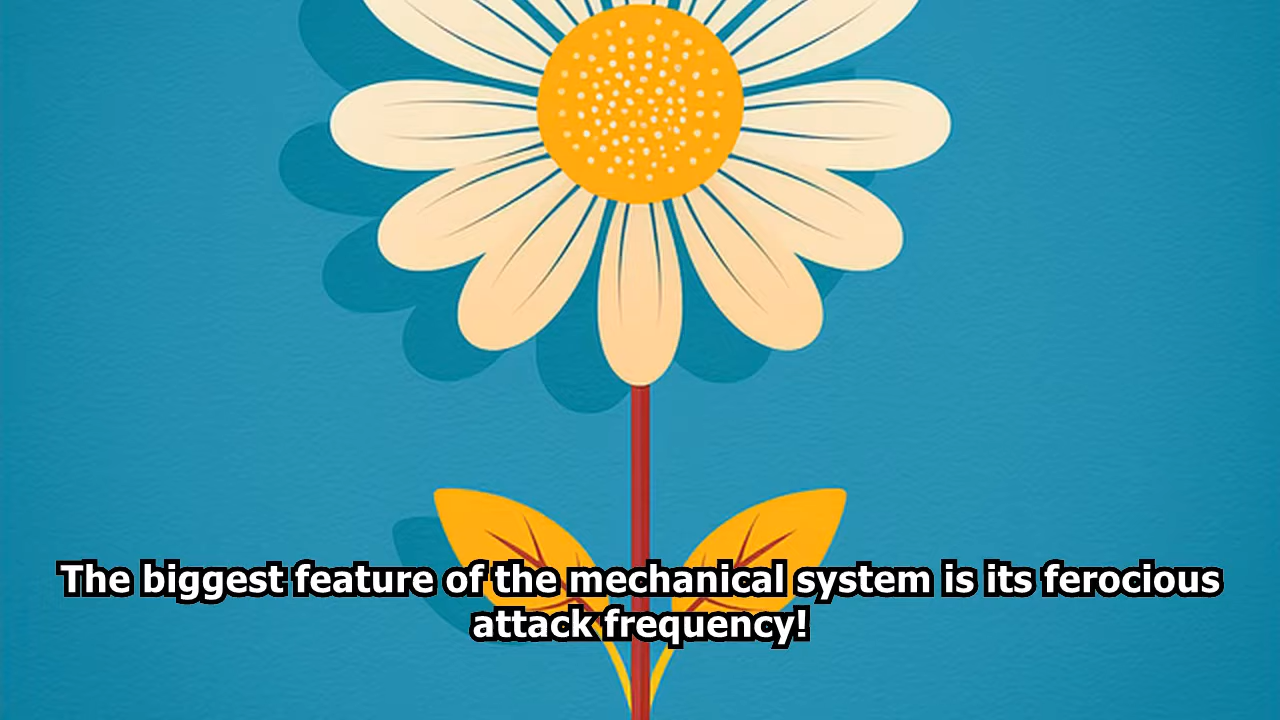 The biggest feature of the mechanical system is its ferocious
attack frequency!